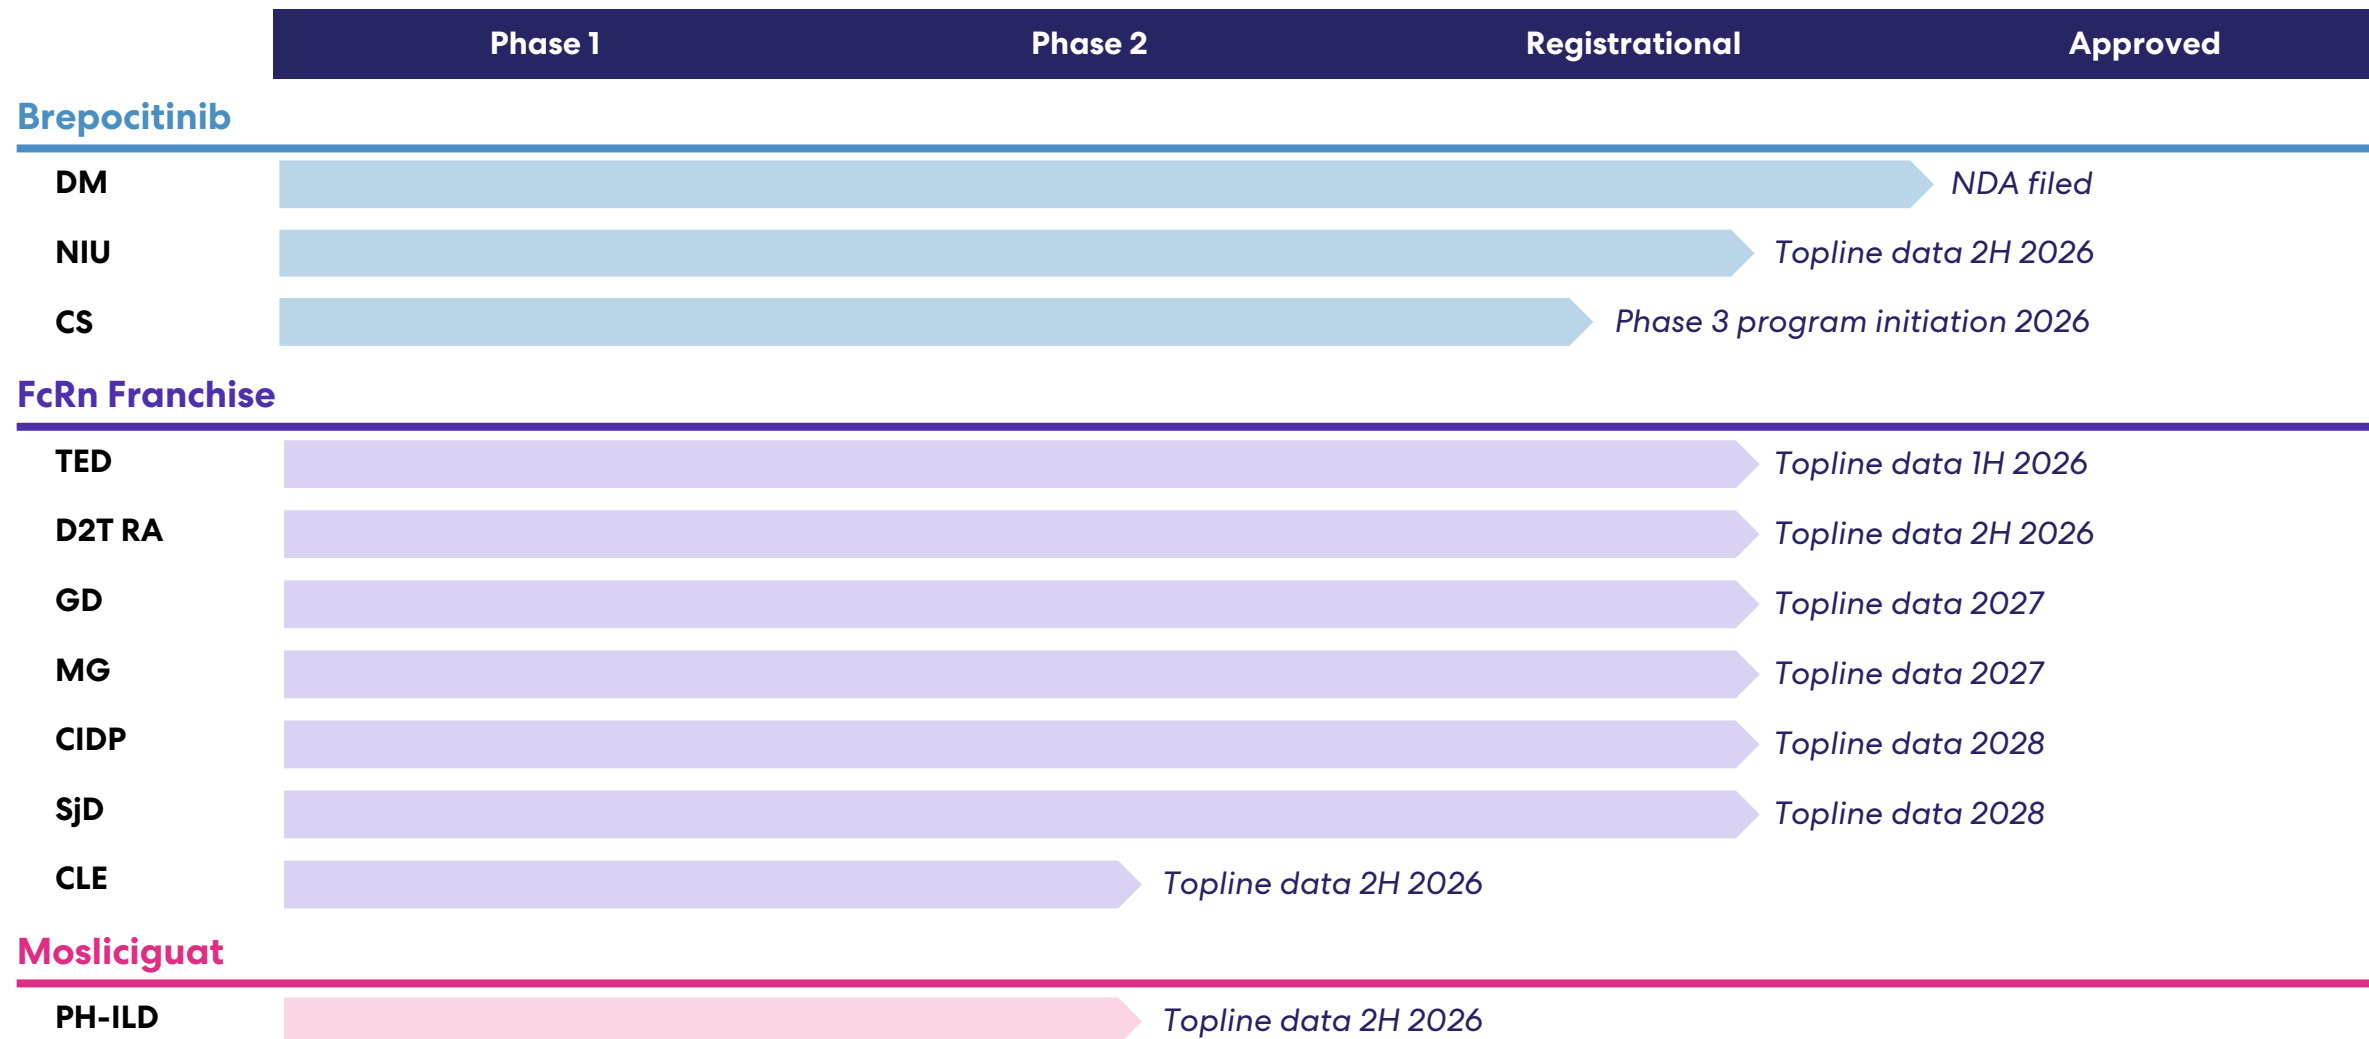 Phase 1 Phase 2 Registrational Approved
Brepocitinib
DM NDA filed
NIU Topline data 2H 2026
CS Phase 3 program initiation 2026
FcRn Franchise
TED Topline data 1H 2026
D2T RA Topline data 2H 2026
GD Topline data 2027
MG Topline data 2027
CIDP Topline data 2028
SjD Topline data 2028
CLE Topline data 2H 2026
Mosliciguat
PH-ILD Topline data 2H 2026